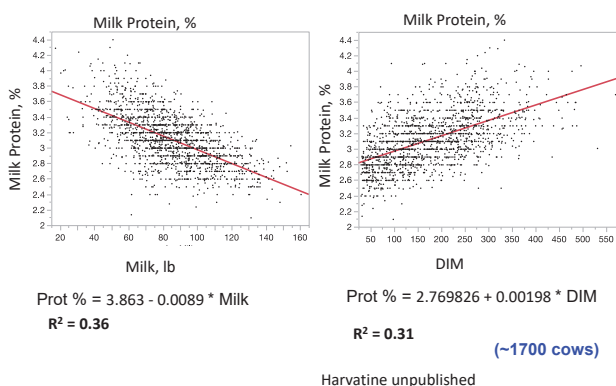 Milk Protein, %
Milk Protein, %
4.4
4.2
4
3.8
3.6
3.4
3.2
3
2.8
2.6
2.4
2.2
2
20 40 60 80 100 120 140 160
Milk Protein, %
Milk, lb
Prot % = 3.863 - 0.0089 * Milk
R² = 0.36
Milk Protein, %
4.4
4.2
4
3.8
3.6
3.4
3.2
3
2.8
2.6
2.4
2.2
2
50 100 150 200 250 300 350 400 450 500 550
Milk Protein, %
DIM
Prot % = 2.769826 + 0.00198 * DIM
R² = 0.31
(~1700 cows)
Harvatine unpublished